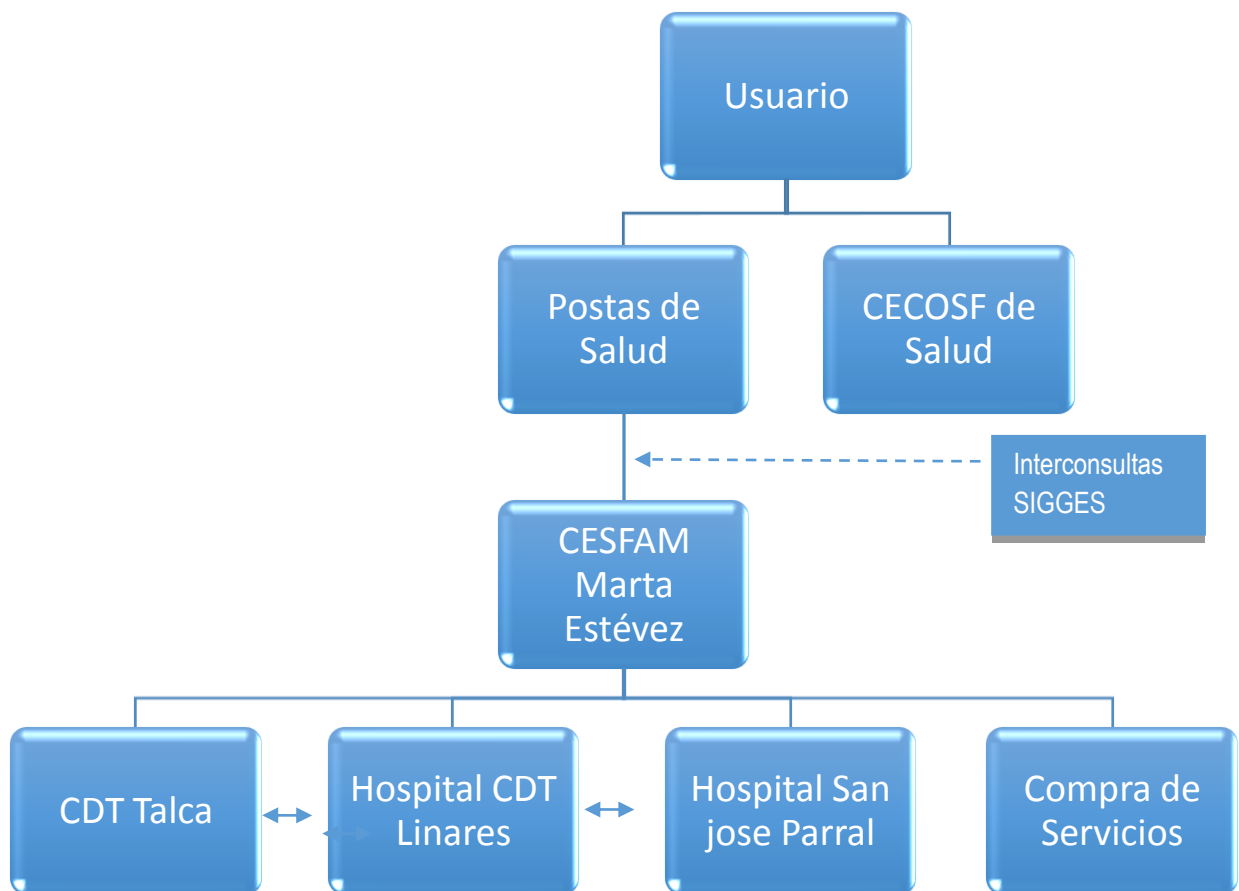 Usuario
Postas de
Salud
CECOSF de
Salud
Interconsultas
SIGGES
CESFAM
Marta
Estévez
CDT Talca
Hospital CDT
Linares
Hospital San
jose Parral
Compra de
Servicios